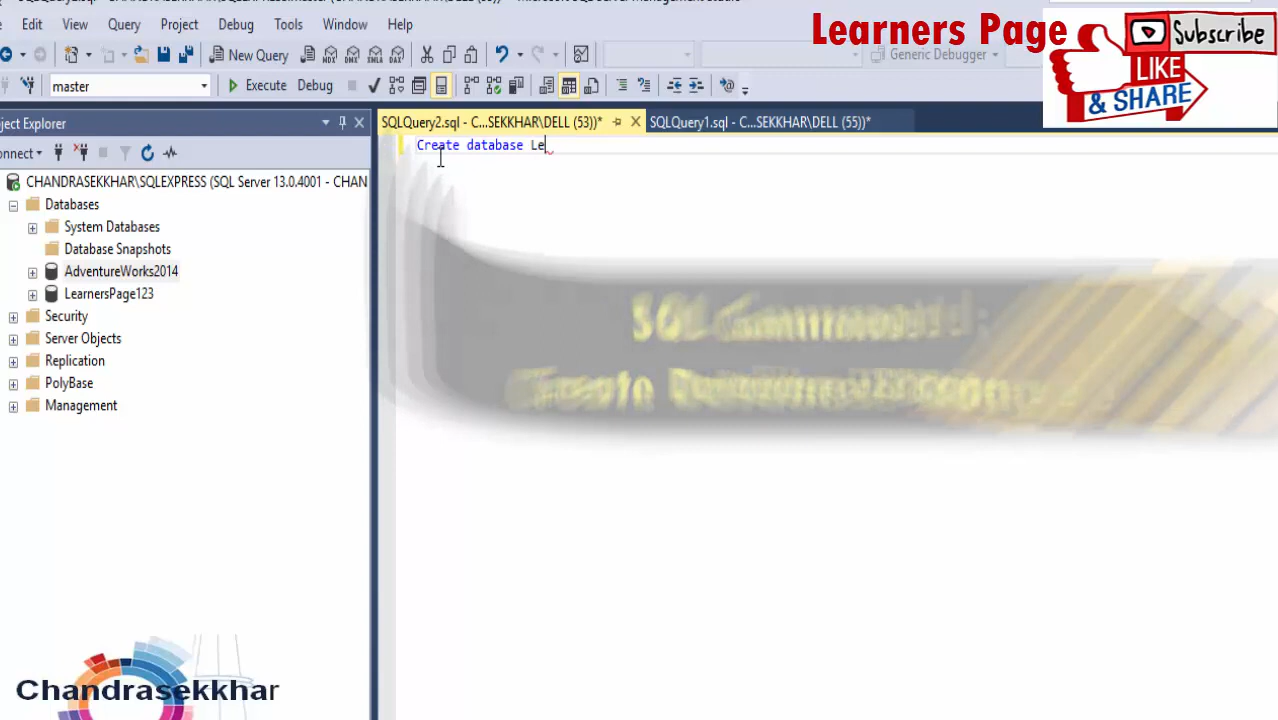 Learners Page
Subscribe
LIKE
& SHARE
Edit View Query Project Debug Tools Window Help
New Query
Generic Debugger
master
Execute Debug
ject Explorer
SQLQuery2.sql - C...SEKKHAR\DELL (53))*
SQLQuery1.sql - C...SEKKHAR\DELL (55))*
onnect
Create database Le
CHANDRASEKKHAR\SQLEXPRESS (SQL Server 13.0.4001 - CHAN
Databases
System Databases
Database Snapshots
AdventureWorks2014
LearnersPage123
Security
Server Objects
Replication
PolyBase
Management
SQL
Create
Chandrasekkhar